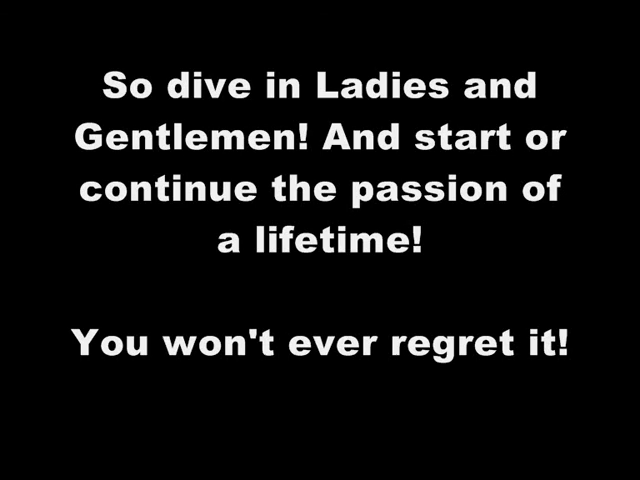 So dive in Ladies and
Gentlemen! And start or
continue the passion of
a lifetime!
You won't ever regret it!